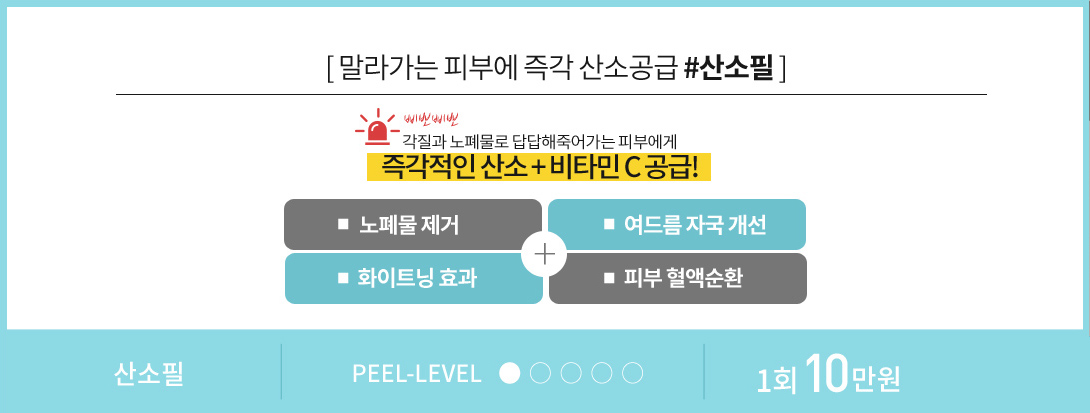 [ 말라가는 피부에 즉각 산소공급 #산소필 ]
삐뽀삐뽀
각질과 노폐물로 답답해죽어가는 피부에게
즉각적인 산소 + 비타민 C 공급!
■ 노폐물 제거
■ 여드름 자국 개선
■ 화이트닝 효과
■ 피부 혈액순환
산소필
PEEL-LEVEL ●○○○○
1회 10만원